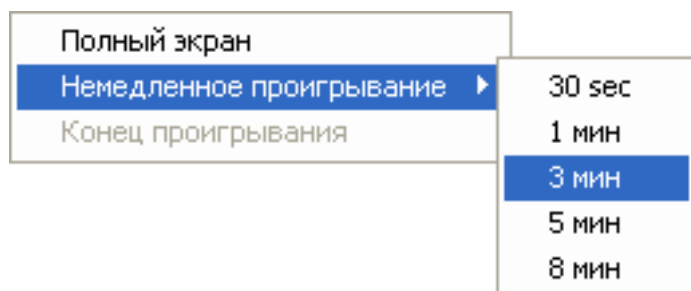 Полный экран
Немедленное проигрывание
Конец проигрывания
30 sec
1 мин
3 мин
5 мин
8 мин